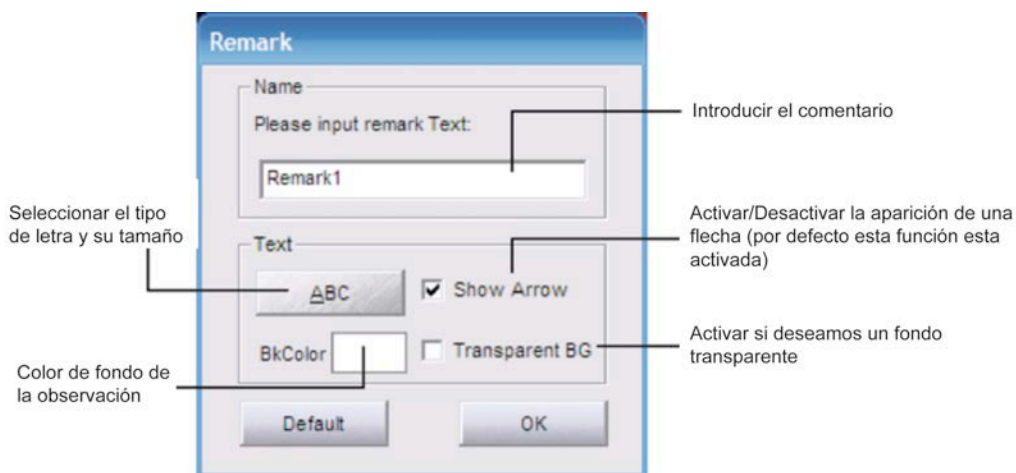 Remark
Name
Please input remark Text:
Remark1
Introducir el comentario
Seleccionar el tipo
de letra y su tamaño
Activar/Desactivar la aparición de una
flecha (por defecto esta función esta
activada)
Text
ABC
Show Arrow
BkColor
Transparent BG
Activar si deseamos un fondo
transparente
Color de fondo de
la observación
Default
OK